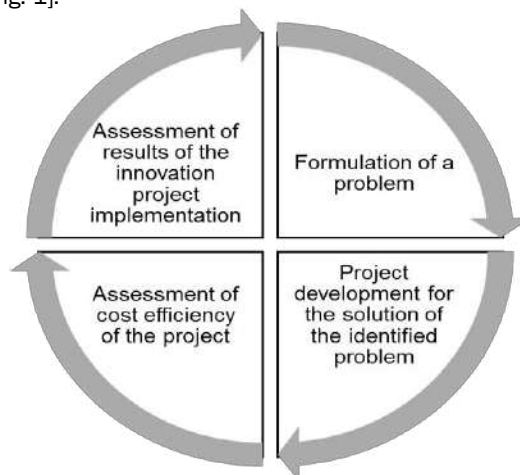 Fig. 1].
Assessment of
results of the
innovation
project
implementation
Formulation of a
problem
Assessment of
cost efficiency
of the project
Project
development for
the solution of
the identified
problem